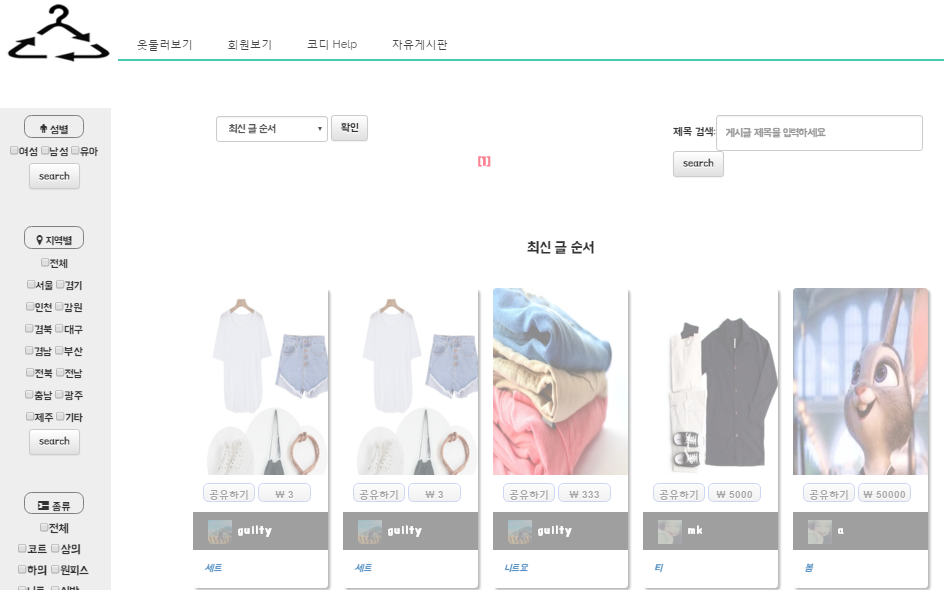 옷둘러보기 회원보기 코디 Help 자유게시판
성별
여성 남성 유아
search
지역별
전체
서울 경기
인천 강원
경북 대구
경남 부산
전북 전남
충남 광주
제주 기타
search
종류
전체
코트 상의
하의 원피스
최신 글 순서 확인
제목 검색: 게시글 제목을 입력하세요
search
[1]
최신 글 순서
공유하기 ₩ 3
guilty
세트
공유하기 ₩ 3
guilty
세트
공유하기 ₩ 333
guilty
니트요
공유하기 ₩ 5000
mk
티
공유하기 ₩ 50000
a
봄